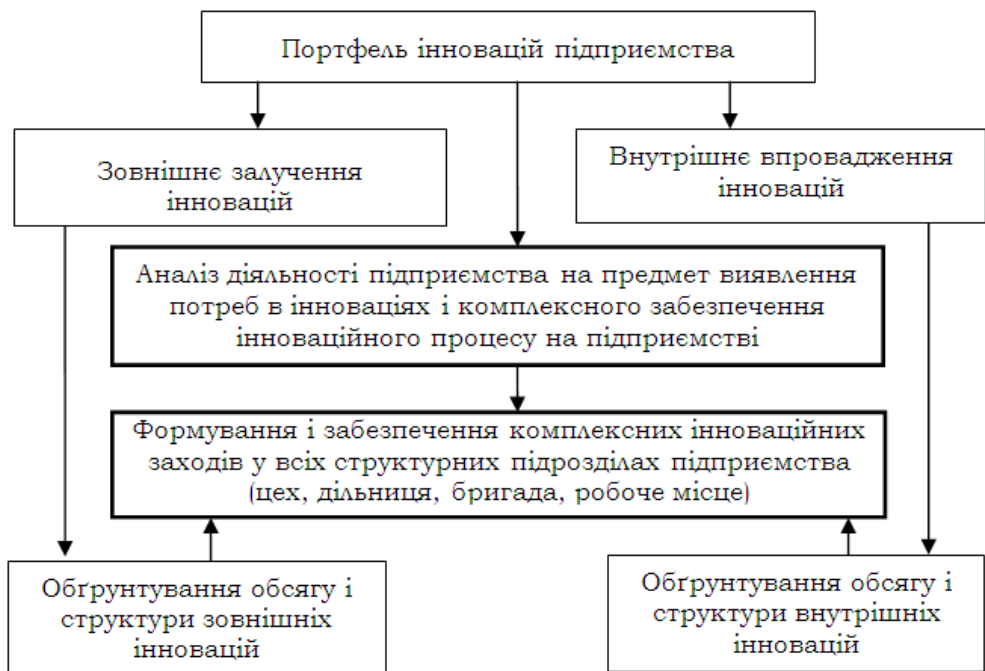 Портфель інновацій підприємства
Зовнішнє залучення
інновацій
Внутрішнє впровадження
інновацій
Аналіз діяльності підприємства на предмет виявлення
потреб в інноваціях і комплексного забезпечення
інноваційного процесу на підприємстві
Формування і забезпечення комплексних інноваційних
заходів у всіх структурних підрозділах підприємства
(цех, дільниця, бригада, робоче місце)
Обґрунтування обсягу і
структури зовнішніх
інновацій
Обґрунтування обсягу і
структури внутрішніх
інновацій